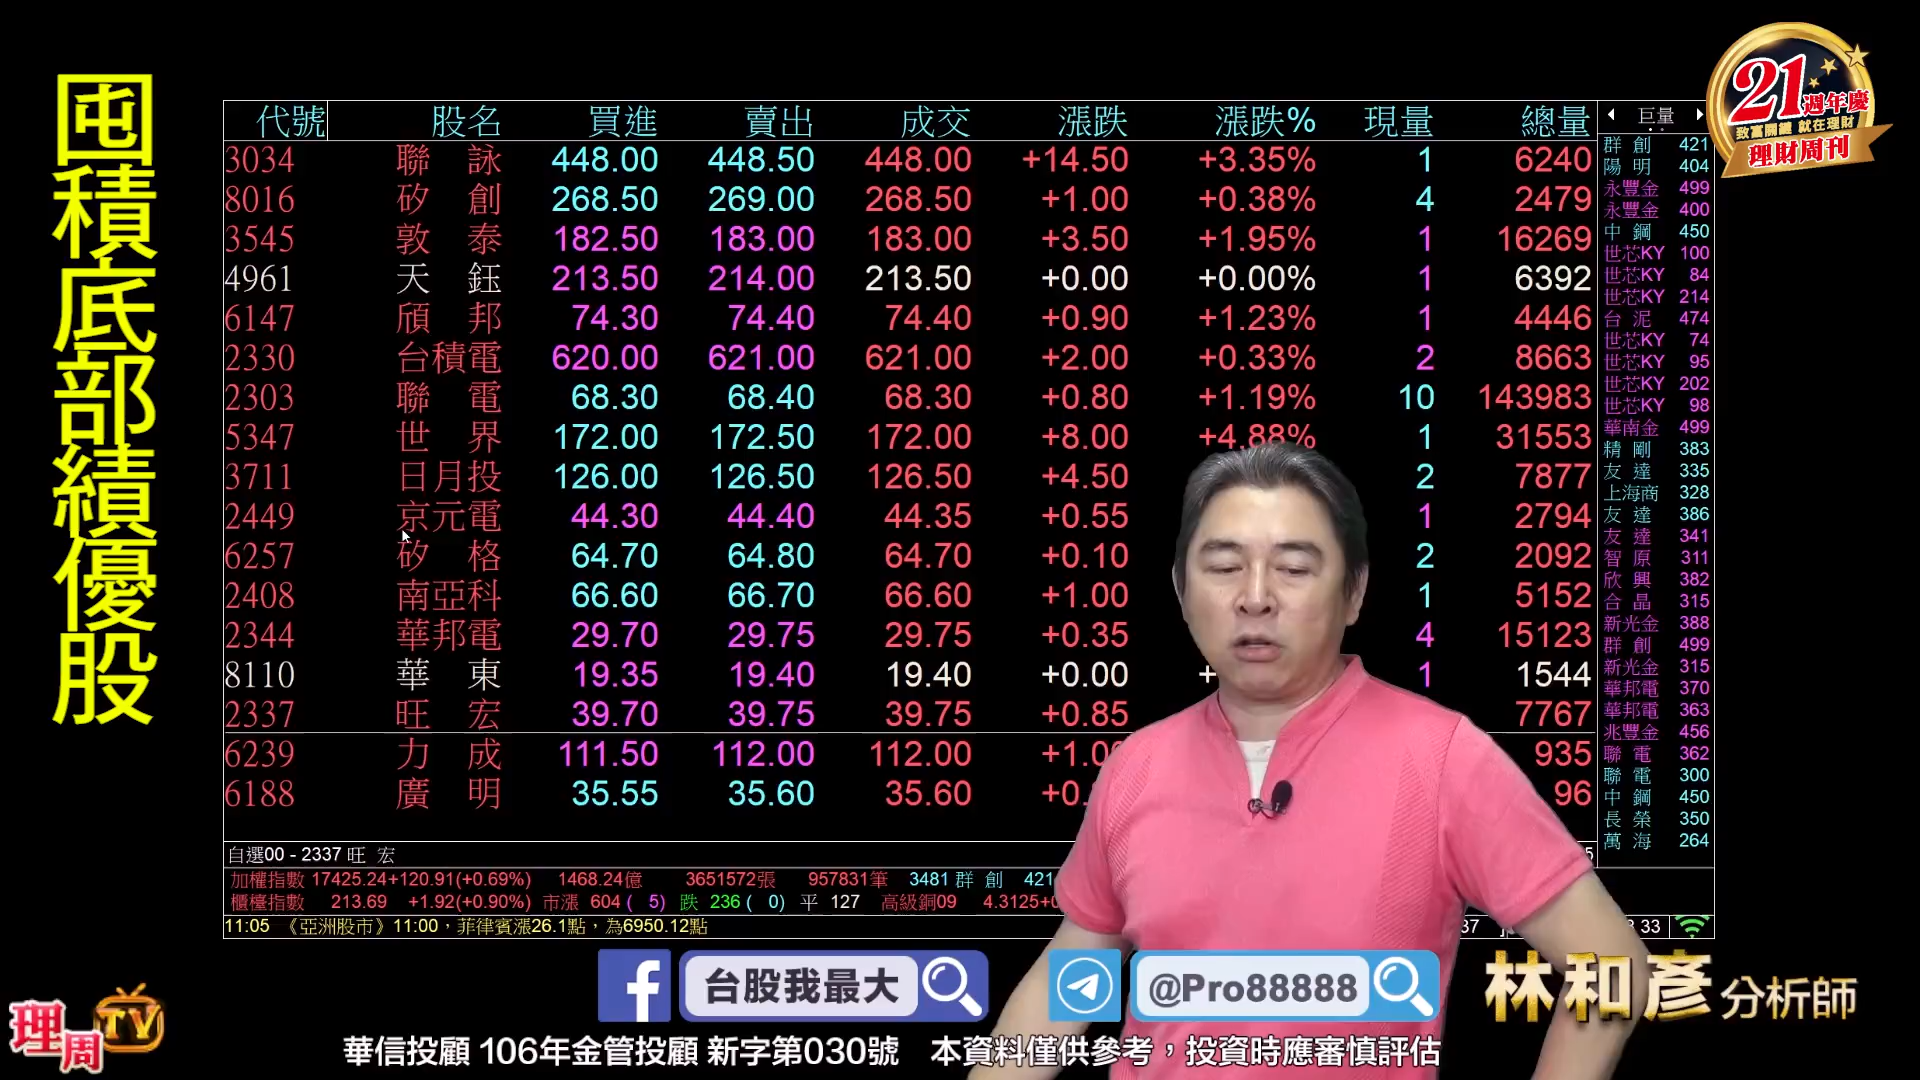 囤積底部績優股
21週年慶
致富關鍵 就在理財
理財周刊
代號 股名 買進 賣出 成交 漲跌 漲跌% 現量 總量
3034 聯詠 448.00 448.50 448.00 +14.50 +3.35% 1 6240
8016 矽創 268.50 269.00 268.50 +1.00 +0.38% 4 2479
3545 敦泰 182.50 183.00 183.00 +3.50 +1.95% 1 16269
4961 天鈺 213.50 214.00 213.50 +0.00 +0.00% 1 6392
6147 頎邦 74.30 74.40 74.40 +0.90 +1.23% 1 4446
2330 台積電 620.00 621.00 621.00 +2.00 +0.33% 2 8663
2303 聯電 68.30 68.40 68.30 +0.80 +1.19% 10 143983
5347 世界 172.00 172.50 172.00 +8.00 +4.88% 1 31553
3711 日月投 126.00 126.50 126.50 +4.50 2 7877
2449 京元電 44.30 44.40 44.35 +0.55 1 2794
6257 矽格 64.70 64.80 64.70 +0.10 2 2092
2408 南亞科 66.60 66.70 66.60 +1.00 1 5152
2344 華邦電 29.70 29.75 29.75 +0.35 4 15123
8110 華東 19.35 19.40 19.40 +0.00 + 1 1544
2337 旺宏 39.70 39.75 39.75 +0.85 7767
6239 力成 111.50 112.00 112.00 +1.0 935
6188 廣明 35.55 35.60 35.60 +0. 96
巨量
群創 421
陽明 404
永豐金 499
永豐金 400
中鋼 450
世芯KY 100
世芯KY 84
世芯KY 214
台泥 474
世芯KY 74
世芯KY 95
世芯KY 202
世芯KY 98
華南金 499
精剛 383
友達 335
上海商 328
友達 386
友達 341
智原 311
欣興 382
合晶 315
新光金 388
群創 499
新光金 315
華邦電 370
華邦電 363
兆豐金 456
聯電 362
聯電 300
中鋼 450
長榮 350
萬海 264
自選00 - 2337 旺宏
加權指數 17425.24+120.91(+0.69%) 1468.24億 3651572張 957831筆 3481 群創 421
櫃檯指數 213.69 +1.92(+0.90%) 市漲 604( 5) 跌 236( 0) 平 127 高級銅09 4.3125+
11:05 《亞洲股市》11:00，菲律賓漲26.1點，為6950.12點
台股我最大
@Pro88888
林和彥 分析師
理周TV
華信投顧 106年金管投顧 新字第030號 本資料僅供參考，投資時應審慎評估